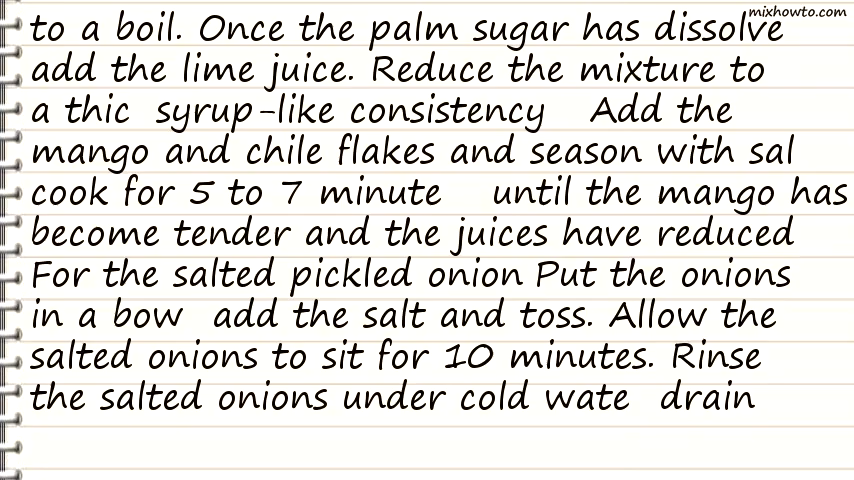 mixhowto.com
to a boil. Once the palm sugar has dissolve
add the lime juice. Reduce the mixture to
a thic syrup-like consistency Add the
mango and chile flakes and season with sal
cook for 5 to 7 minute until the mango has
become tender and the juices have reduced
For the salted pickled onion Put the onions
in a bow add the salt and toss. Allow the
salted onions to sit for 10 minutes. Rinse
the salted onions under cold wate drain